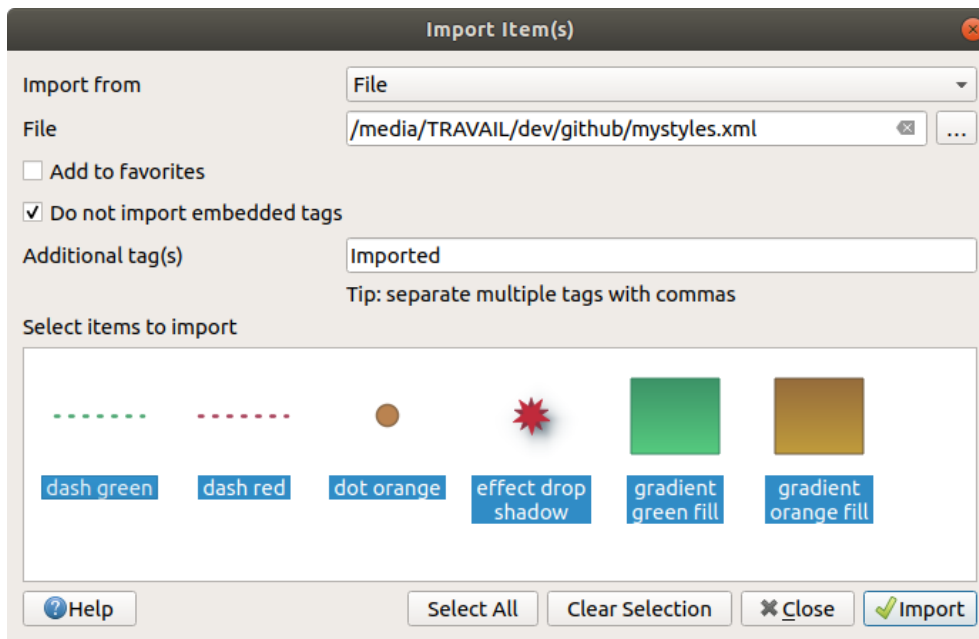 Import Item(s)
Import from File
File /media/TRAVAIL/dev/github/mystyles.xml ...
Add to favorites
Do not import embedded tags
Additional tag(s) Imported
Tip: separate multiple tags with commas
Select items to import
dash green dash red dot orange effect drop shadow gradient green fill gradient orange fill
Help Select All Clear Selection Close Import